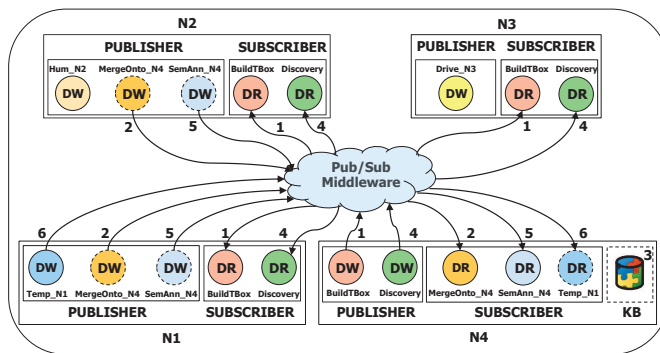 N2
N3
PUBLISHER SUBSCRIBER
PUBLISHER SUBSCRIBER
Hum_N2 MergeOnto_N4 SemAnn_N4 BuildTBox Discovery
Drive_N3 BuildTBox Discovery
DW DW DW DR DR
DW DR DR
2 5 1 4
1 4
Pub/Sub
Middleware
6 2 5 1 4
1 4 2 5 6
DW DW DW DR DR
DW DW DR DR DR 3
Temp_N1 MergeOnto_N4 SemAnn_N4 BuildTBox Discovery
BuildTBox Discovery MergeOnto_N4 SemAnn_N4 Temp_N1
PUBLISHER SUBSCRIBER
PUBLISHER SUBSCRIBER KB
N1
N4